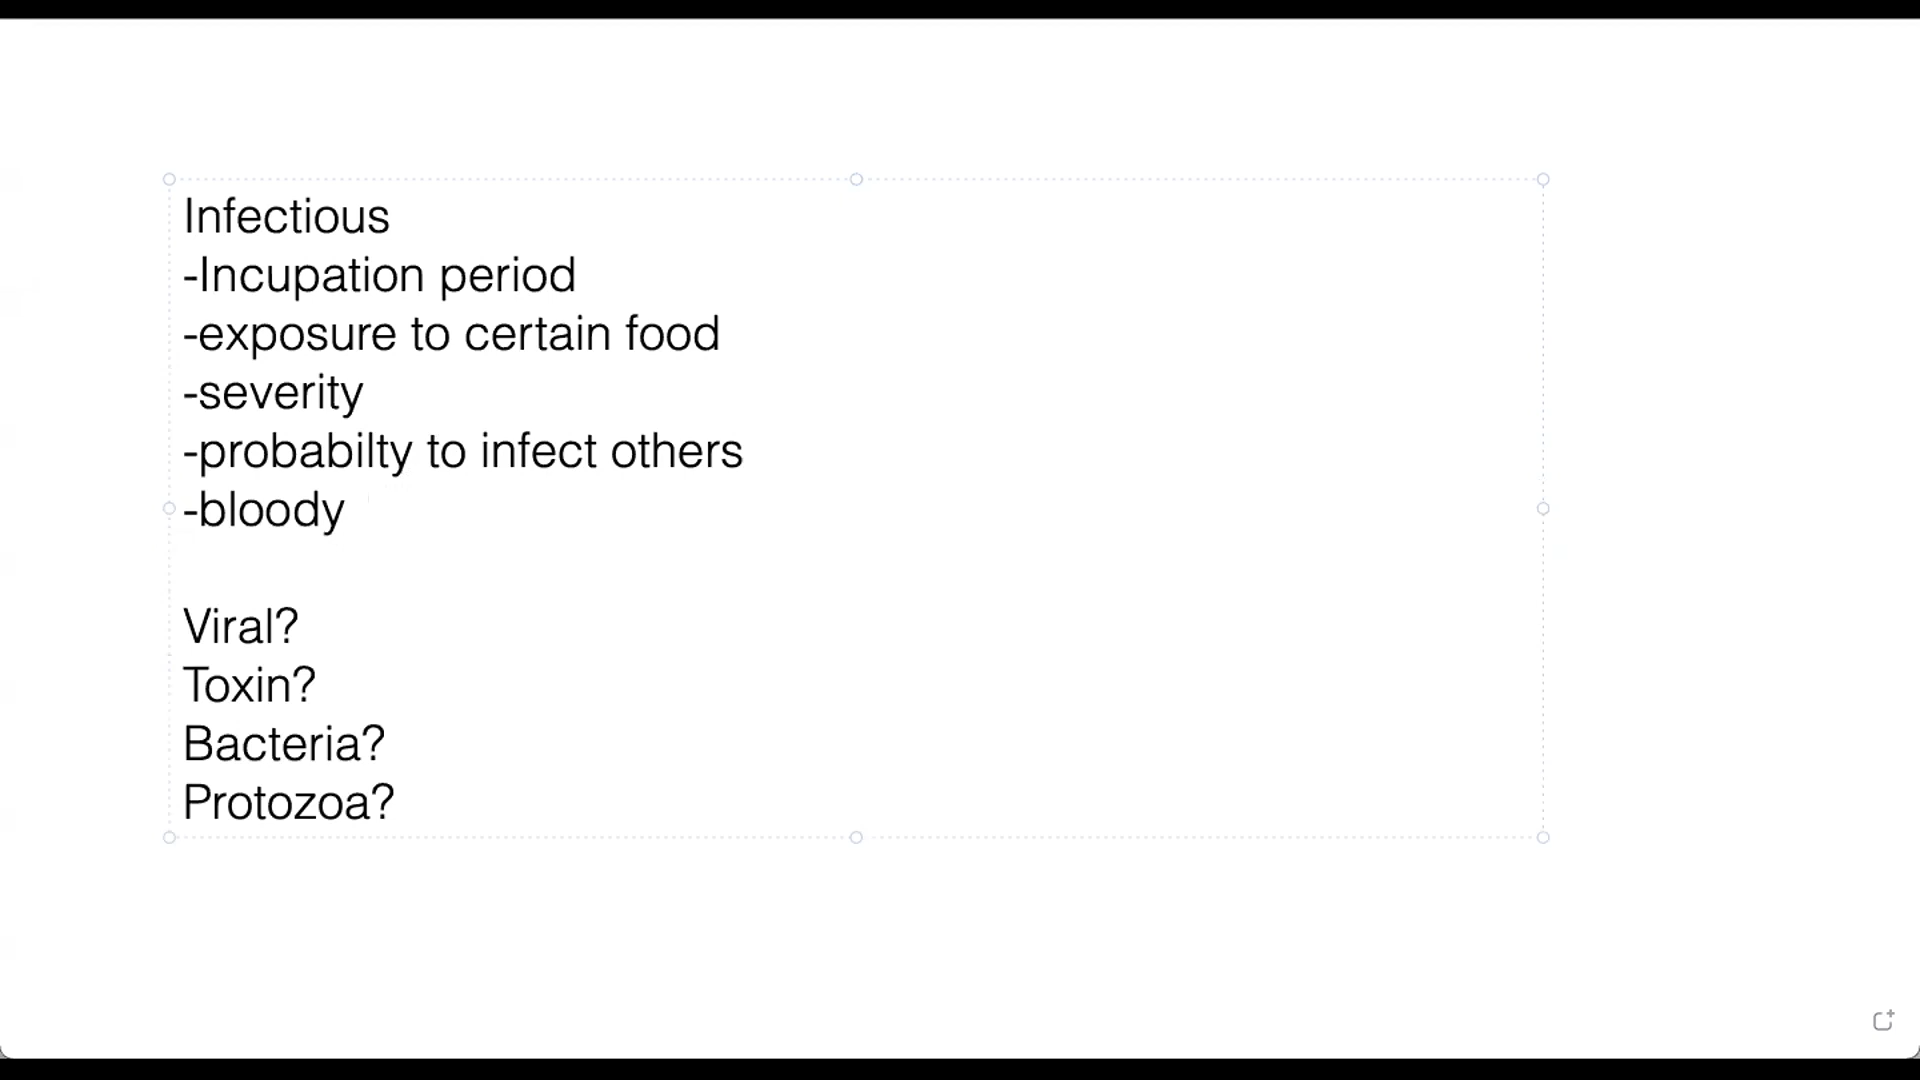 Infectious
-Incupation period
-exposure to certain food
-severity
-probabilty to infect others
-bloody
Viral?
Toxin?
Bacteria?
Protozoa?